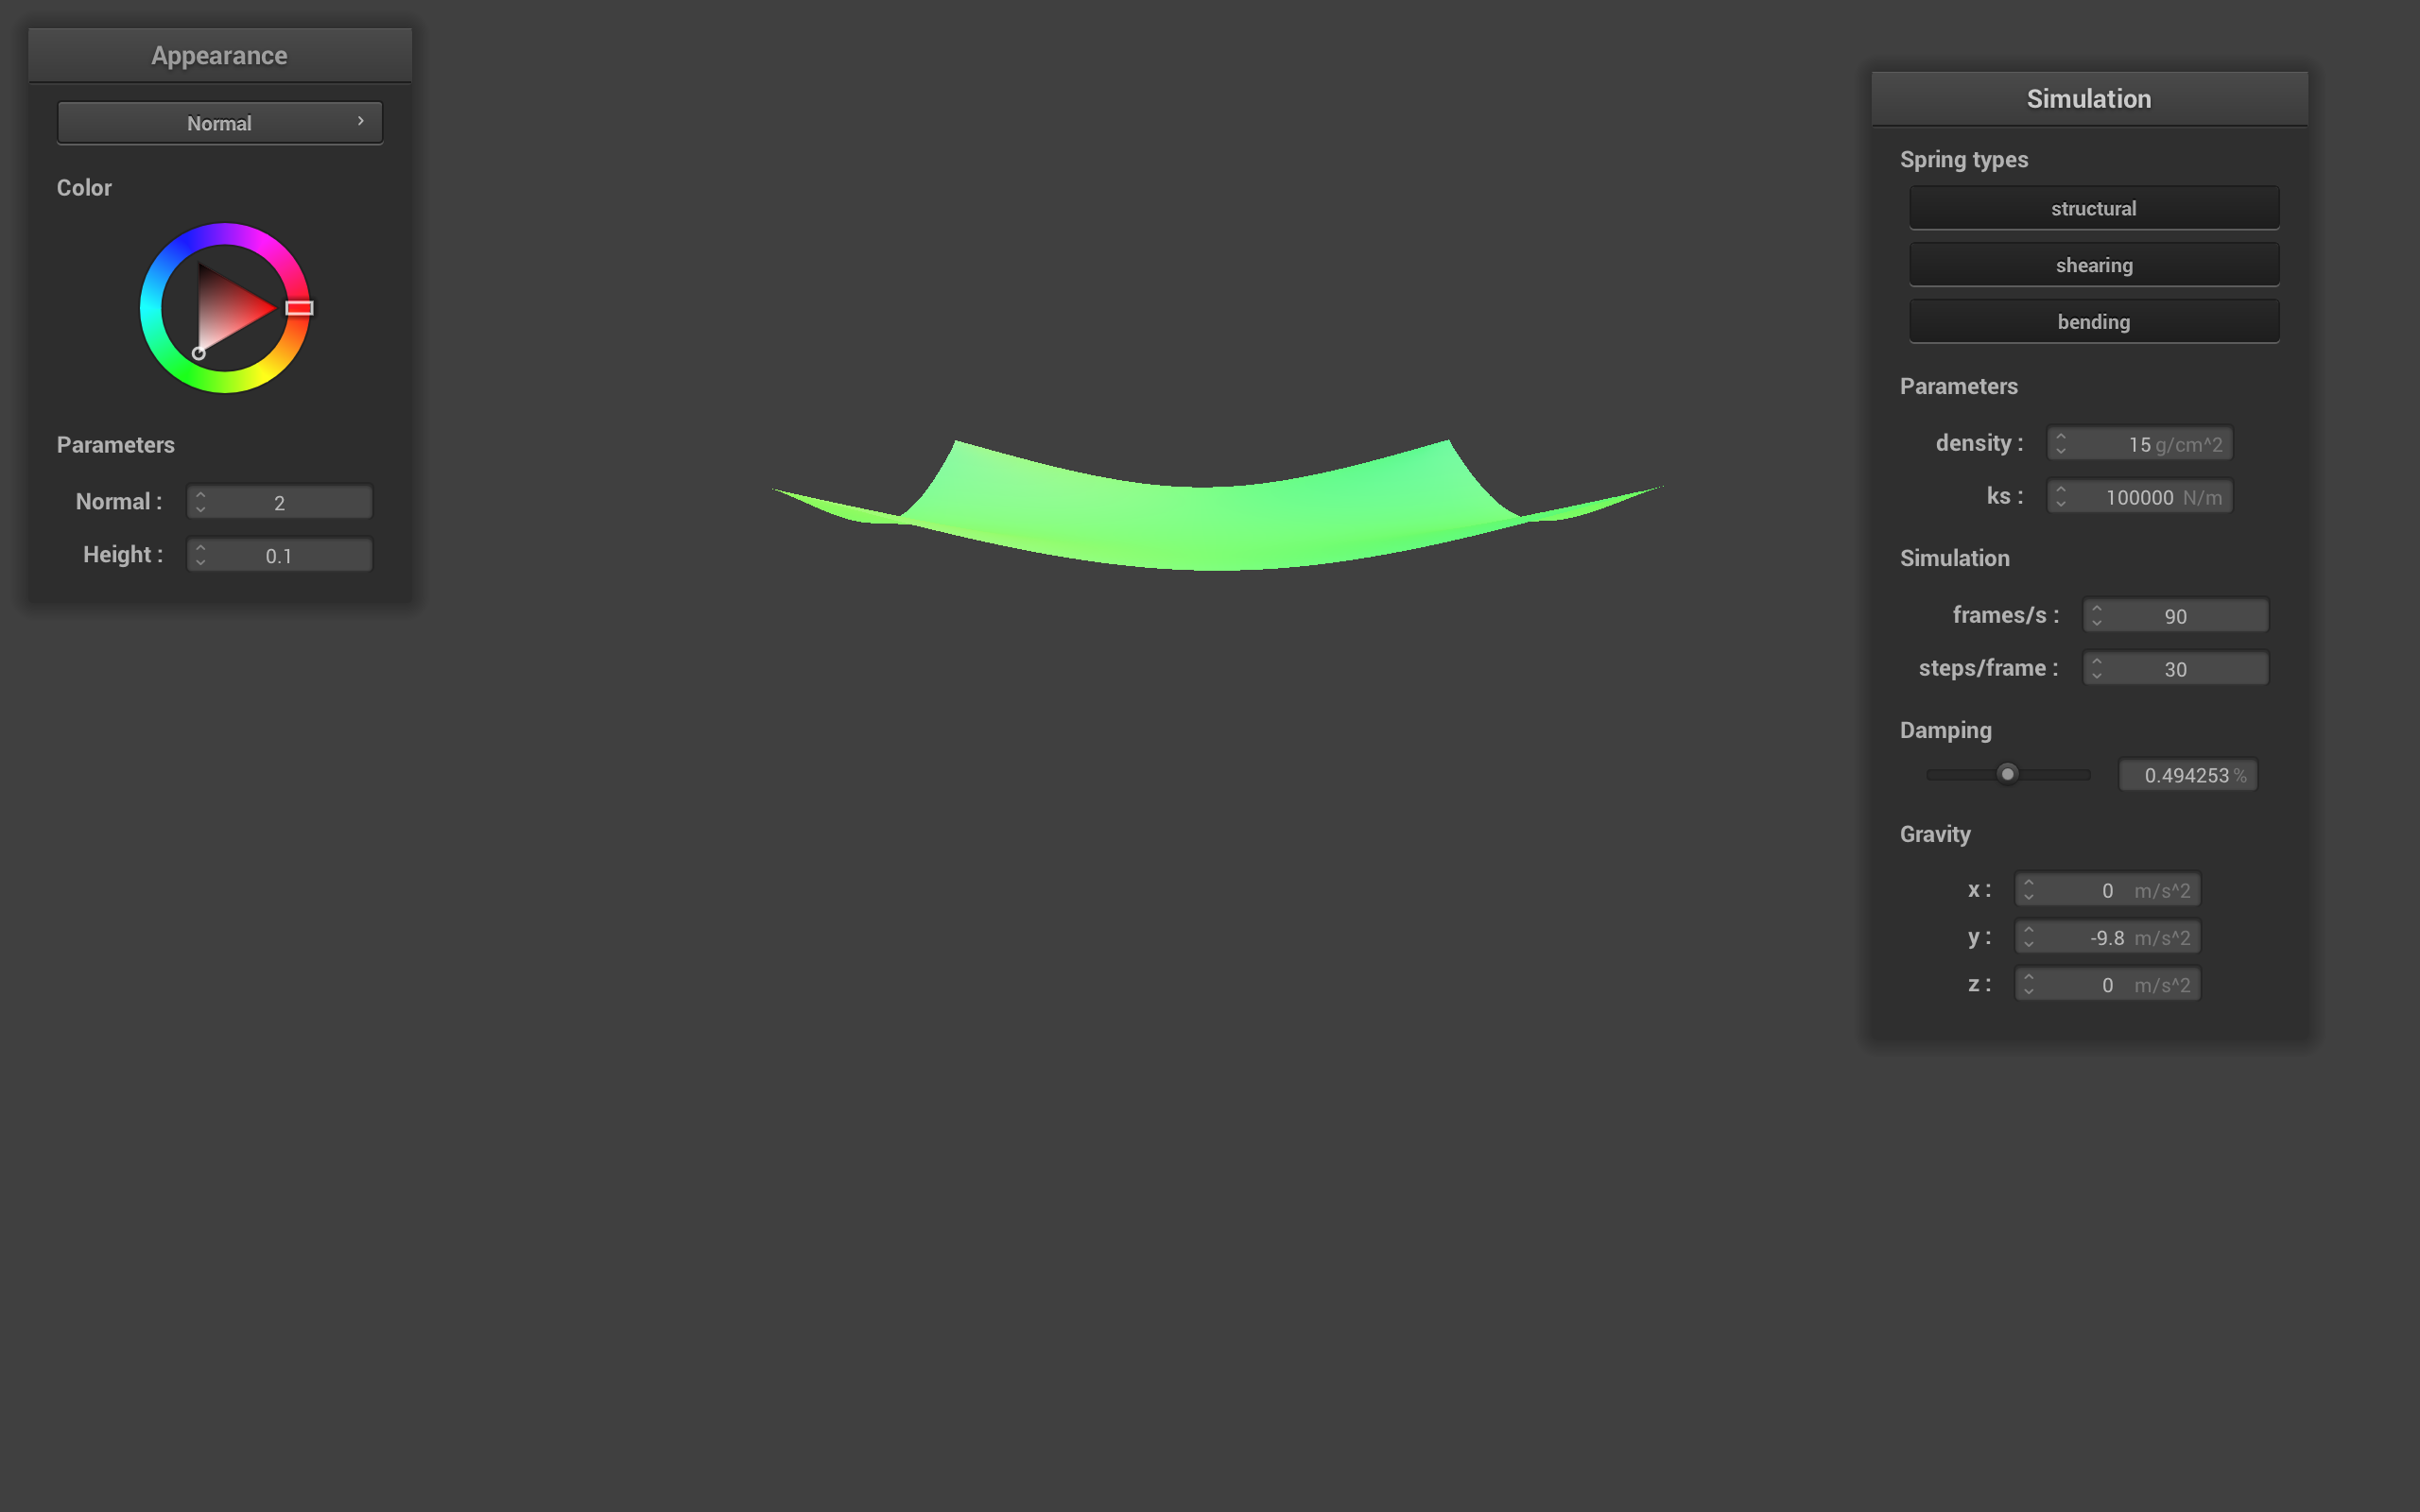 Appearance
Normal
Color
Parameters
Normal : 2
Height : 0.1
Simulation
Spring types
structural
shearing
bending
Parameters
density : 15 g/cm^2
ks : 100000 N/m
Simulation
frames/s : 90
steps/frame : 30
Damping
0.494253 %
Gravity
x : 0 m/s^2
y : -9.8 m/s^2
z : 0 m/s^2